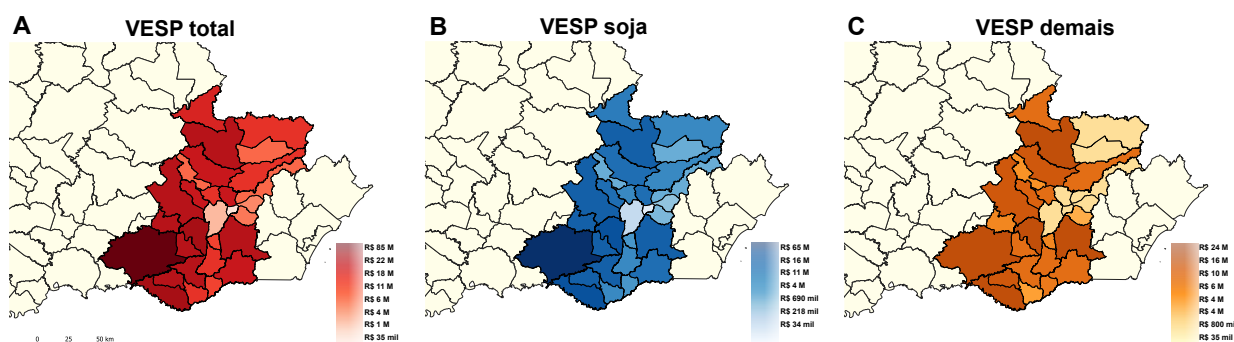 A
VESP total
R$ 85 M
R$ 22 M
R$ 18 M
R$ 11 M
R$ 6 M
R$ 4 M
R$ 1 M
R$ 35 mil
0 25 50 km
B
VESP soja
R$ 65 M
R$ 16 M
R$ 11 M
R$ 4 M
R$ 690 mil
R$ 218 mil
R$ 34 mil
C
VESP demais
R$ 24 M
R$ 16 M
R$ 10 M
R$ 6 M
R$ 4 M
R$ 4 M
R$ 800 mil
R$ 35 mil